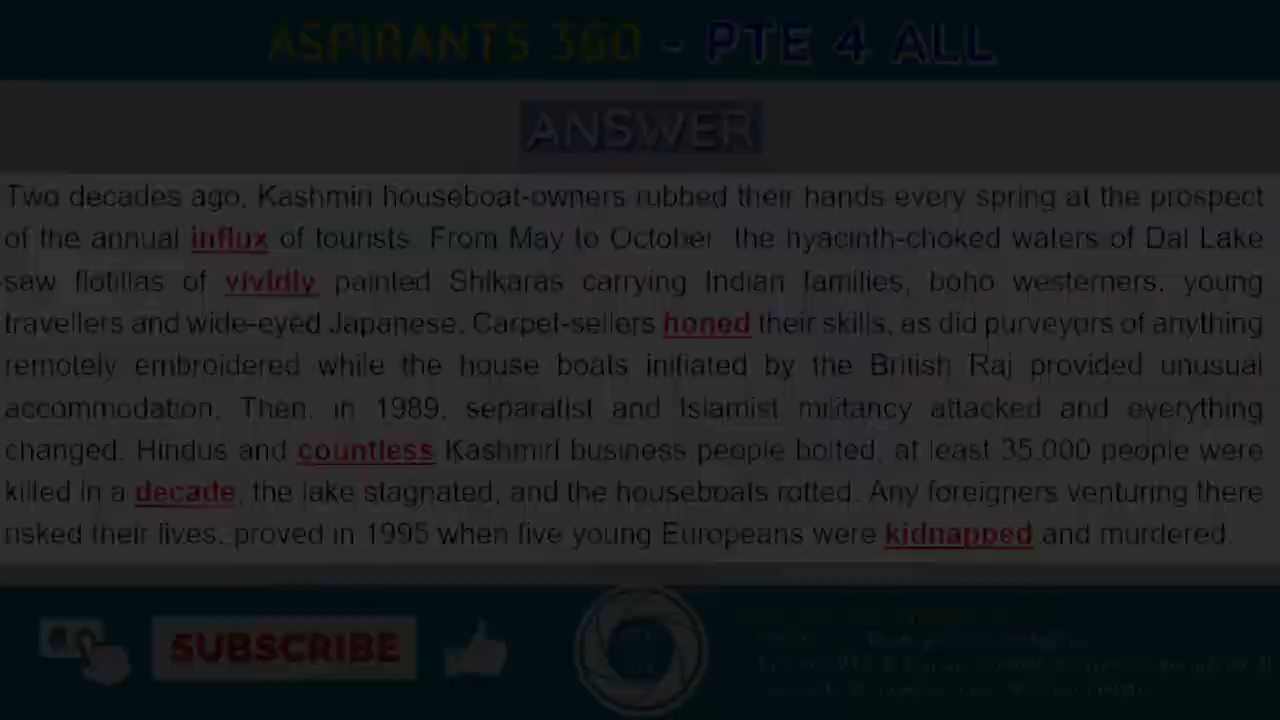 ASPIRANTS 360 - PTE 4 ALL
ANSWER
Two decades ago, Kashmiri houseboat-owners rubbed their hands every spring at the prospect
of the annual influx of tourists. From May to October, the hyacinth-choked waters of Dal Lake
saw flotillas of vividly painted Shikaras carrying Indian families, boho westerners, young
travellers and wide-eyed Japanese. Carpet-sellers honed their skills, as did purveyors of anything
remotely embroidered while the house boats initiated by the British Raj provided unusual
accommodation. Then, in 1989, separatist and Islamist militancy attacked and everything
changed. Hindus and countless Kashmiri business people bolted, at least 35,000 people were
killed in a decade, the lake stagnated, and the houseboats rotted. Any foreigners venturing there
risked their lives, proved in 1995 when five young Europeans were kidnapped and murdered.
SUBSCRIBE